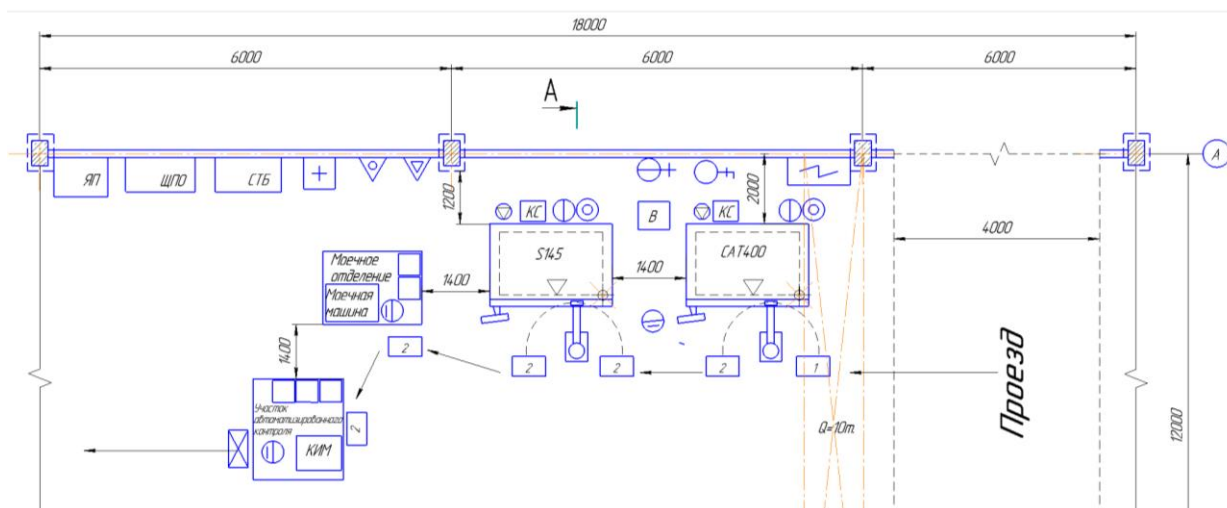 18000
6000
6000
6000
А
А
ЯП
ЩПО
СТБ
1200
2000
КС
В
КС
S145
CAT400
4000
1400
1400
Моечное
отделение
Моечная
машина
1400
2
2
2
2
1
Проезд
Участок
автоматизированного
контроля
КИМ
2
Q=10т.
12000